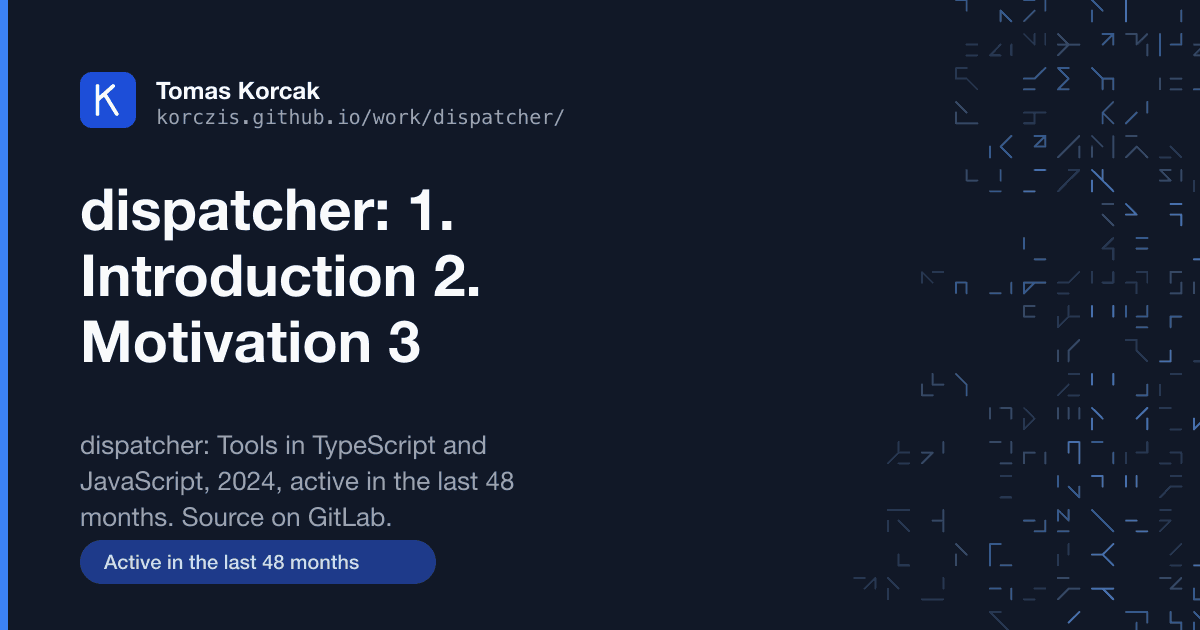 K
Tomas Korcak
korczis.github.io/work/dispatcher/
dispatcher: 1.
Introduction 2.
Motivation 3
dispatcher: Tools in TypeScript and
JavaScript, 2024, active in the last 48
months. Source on GitLab.
Active in the last 48 months